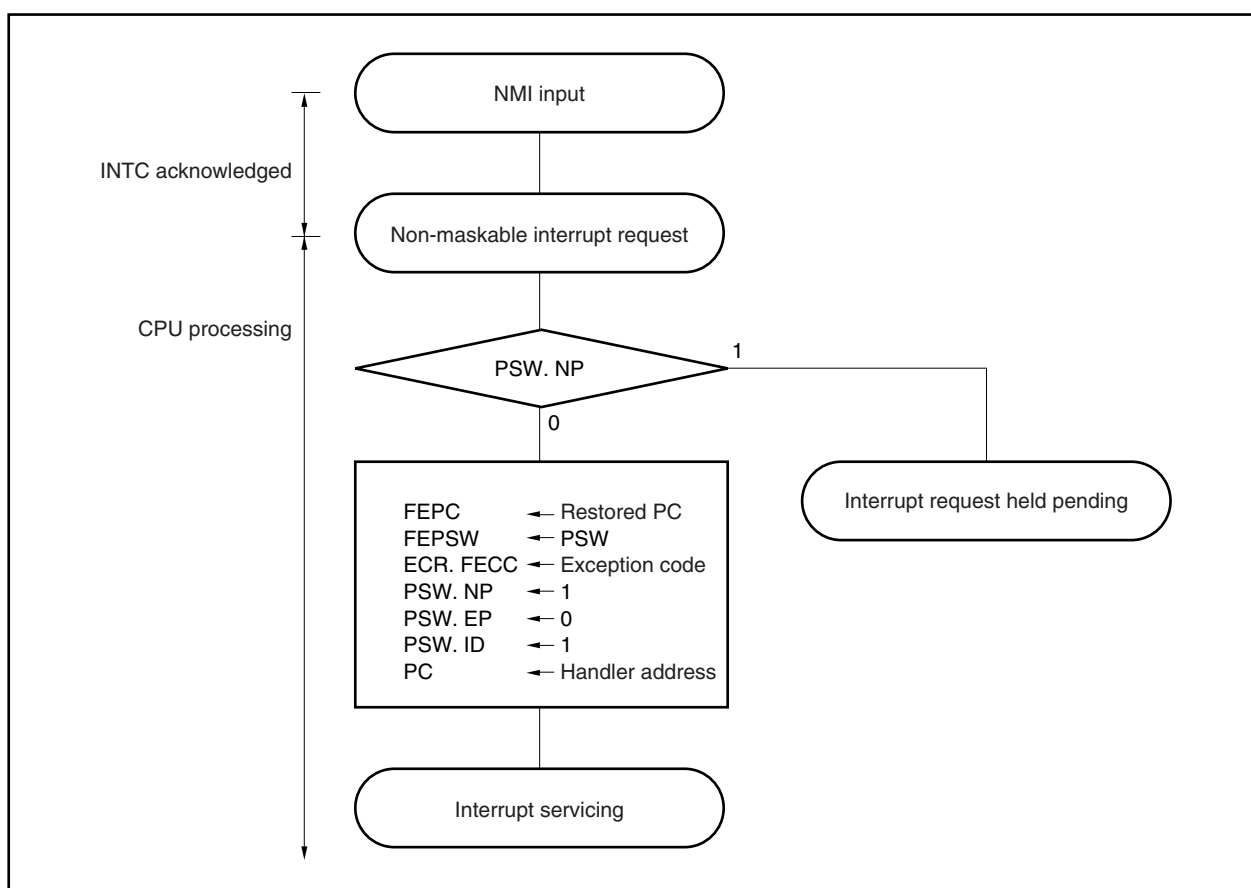 NMI input
INTC acknowledged
Non-maskable interrupt request
CPU processing
PSW. NP
1
0
Interrupt request held pending
FEPC ← Restored PC
FEPSW ← PSW
ECR. FECC ← Exception code
PSW. NP ← 1
PSW. EP ← 0
PSW. ID ← 1
PC ← Handler address
Interrupt servicing